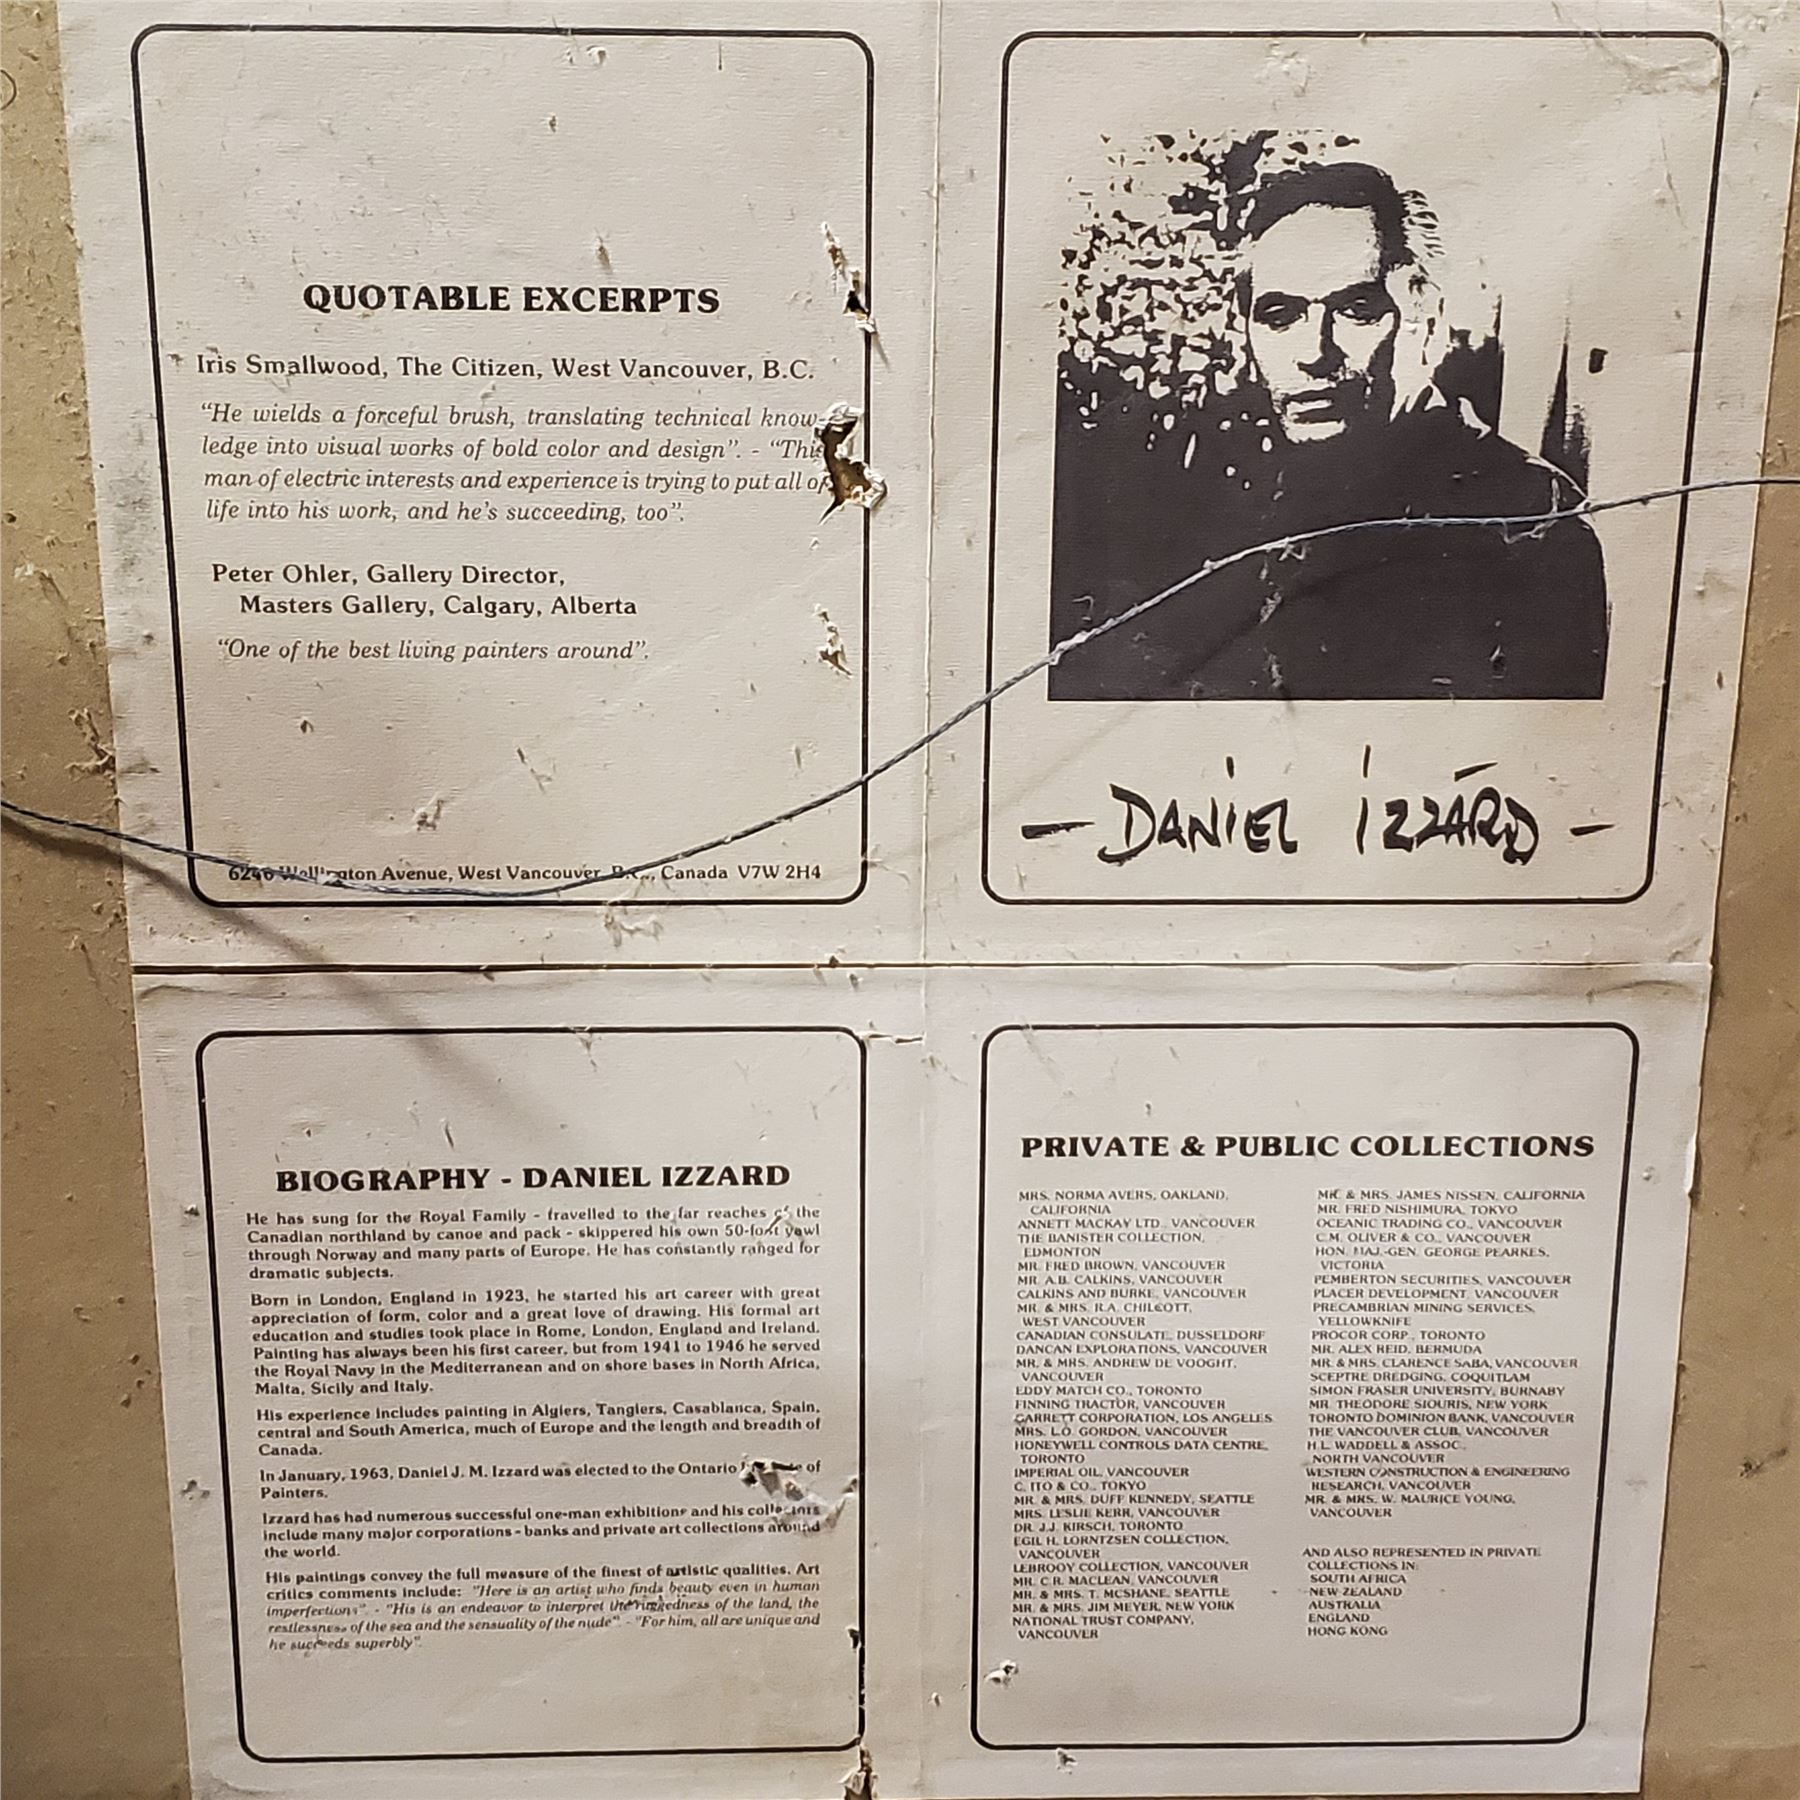 QUOTABLE EXCERPTS
Iris Smallwood, The Citizen, West Vancouver, B.C.
“He wields a forceful brush, translating technical know-
ledge into visual works of bold color and design”. - “This
man of electric interests and experience is trying to put all of
life into his work, and he’s succeeding, too”.
Peter Ohler, Gallery Director,
Masters Gallery, Calgary, Alberta
“One of the best living painters around”.
Avenue, West Vancouver, Canada V7W 2H4
— DANIEL IZZARD —
BIOGRAPHY - DANIEL IZZARD
He has sung for the Royal Family - travelled to the far reaches of the
Canadian northland by canoe and pack - skippered his own 50-foot yawl
through Norway and many parts of Europe. He has constantly ranged for
dramatic subjects.
Born in London, England in 1923, he started his art career with great
appreciation of form, color and a great love of drawing. His formal art
education and studies took place in Rome, London, England and Ireland.
Painting has always been his first career, but from 1941 to 1946 he served
the Royal Navy in the Mediterranean and on shore bases in North Africa,
Malta, Sicily and Italy.
His experience includes painting in Algiers, Tangiers, Casablanca, Spain,
central and South America, much of Europe and the length and breadth of
Canada.
In January, 1963, Daniel J. M. Izzard was elected to the Ontario of
Painters.
Izzard has had numerous successful one-man exhibitions and his collectors
include many major corporations - banks and private art collections around
the world.
His paintings convey the full measure of the finest of artistic qualities. Art
critics comments include: "Here is an artist who finds beauty even in human
imperfections". - "His is an endeavor to interpret the ruggedness of the land, the
restlessness of the sea and the sensuality of the nude". - "For him, all are unique and
he succeeds superbly".
PRIVATE & PUBLIC COLLECTIONS
MRS. NORMA AVERS, OAKLAND,
CALIFORNIA
ANNETT MACKAY LTD., VANCOUVER
THE BANISTER COLLECTION,
EDMONTON
MR. FRED BROWN, VANCOUVER
MR. A.B. CALKINS, VANCOUVER
CALKINS AND BURKE, VANCOUVER
MR. & MRS. R.A. CHILCOTT,
WEST VANCOUVER
CANADIAN CONSULATE, DUSSELDORF
DANCAN EXPLORATIONS, VANCOUVER
MR. & MRS. ANDREW DE VOOGHT,
VANCOUVER
EDDY MATCH CO., TORONTO
FINNING TRACTOR, VANCOUVER
GARRETT CORPORATION, LOS ANGELES
MRS. L.O. GORDON, VANCOUVER
HONEYWELL CONTROLS DATA CENTRE,
TORONTO
IMPERIAL OIL, VANCOUVER
C. ITO & CO., TOKYO
MR. & MRS. DUFF KENNEDY, SEATTLE
MRS. LESLIE KERR, VANCOUVER
DR. J.J. KIRSCH, TORONTO
EGIL H. LORNTZSEN COLLECTION,
VANCOUVER
LEBROOY COLLECTION, VANCOUVER
MR. C.R. MACLEAN, VANCOUVER
MR. & MRS. T. MCSHANE, SEATTLE
MR. & MRS. JIM MEYER, NEW YORK
NATIONAL TRUST COMPANY,
VANCOUVER
MR. & MRS. JAMES NISSEN, CALIFORNIA
MR. FRED NISHIMURA, TOKYO
OCEANIC TRADING CO., VANCOUVER
C.M. OLIVER & CO., VANCOUVER
HON. MAJ.-GEN. GEORGE PEARKES,
VICTORIA
PEMBERTON SECURITIES, VANCOUVER
PLACER DEVELOPMENT, VANCOUVER
PRECAMBRIAN MINING SERVICES,
YELLOWKNIFE
PROCOR CORP., TORONTO
MR. ALEX REID, BERMUDA
MR. & MRS. CLARENCE SABA, VANCOUVER
SCEPTRE DREDGING, COQUITLAM
SIMON FRASER UNIVERSITY, BURNABY
MR. THEODORE SIOURIS, NEW YORK
TORONTO DOMINION BANK, VANCOUVER
THE VANCOUVER CLUB, VANCOUVER
H.L. WADDELL & ASSOC.,
NORTH VANCOUVER
WESTERN CONSTRUCTION & ENGINEERING
RESEARCH, VANCOUVER
MR. & MRS. W. MAURICE YOUNG,
VANCOUVER
AND ALSO REPRESENTED IN PRIVATE
COLLECTIONS IN:
SOUTH AFRICA
NEW ZEALAND
AUSTRALIA
ENGLAND
HONG KONG